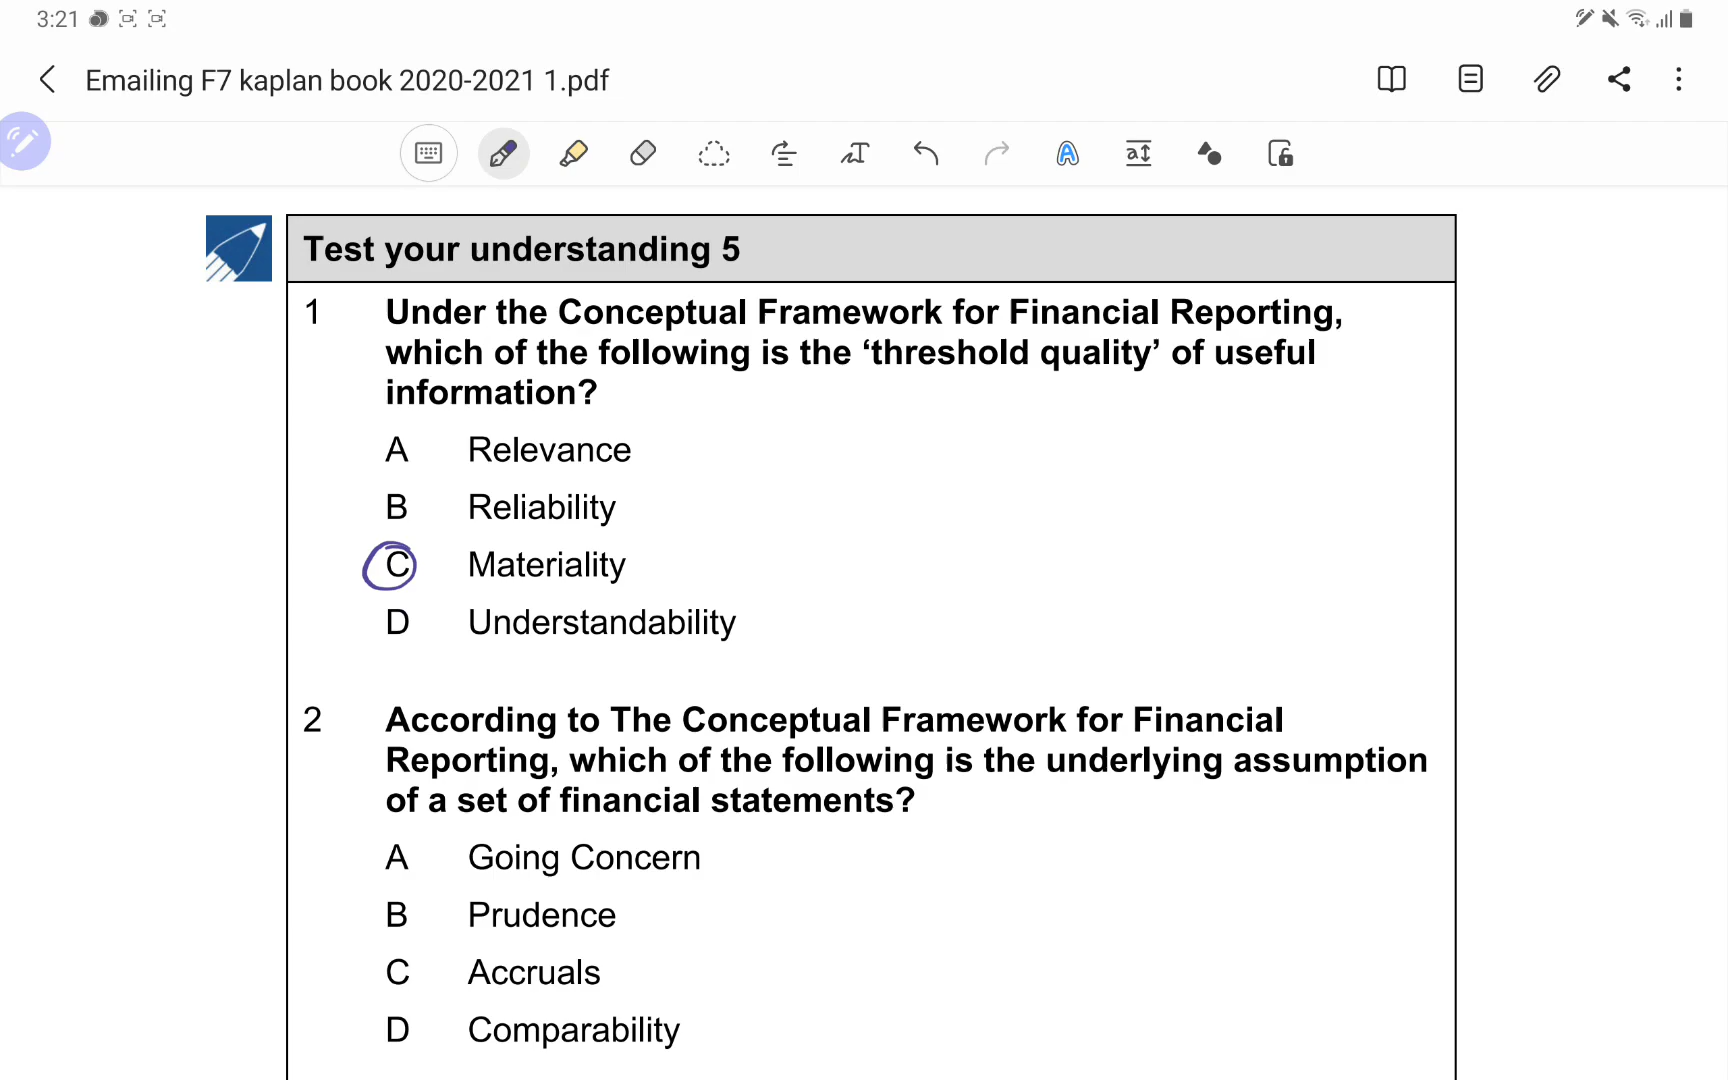 3:21
Emailing F7 kaplan book 2020-2021 1.pdf
Test your understanding 5
1 Under the Conceptual Framework for Financial Reporting,
which of the following is the ‘threshold quality’ of useful
information?
A Relevance
B Reliability
C Materiality
D Understandability
2 According to The Conceptual Framework for Financial
Reporting, which of the following is the underlying assumption
of a set of financial statements?
A Going Concern
B Prudence
C Accruals
D Comparability